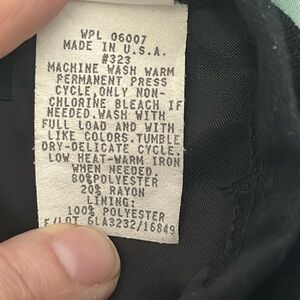 WPL 06007
MADE IN U.S.A.
#323
MACHINE WASH WARM
PERMANENT PRESS
CYCLE,ONLY NON-
CHLORINE BLEACH IF
NEEDED.WASH WITH
FULL LOAD AND WITH
LIKE COLORS.TUMBLE
DRY-DELICATE CYCLE.
LOW HEAT-WARM IRON
WHEN NEEDED.
80%POLYESTER
20% RAYON
LINING:
100% POLYESTER
F/LOT 6LA3232/16849